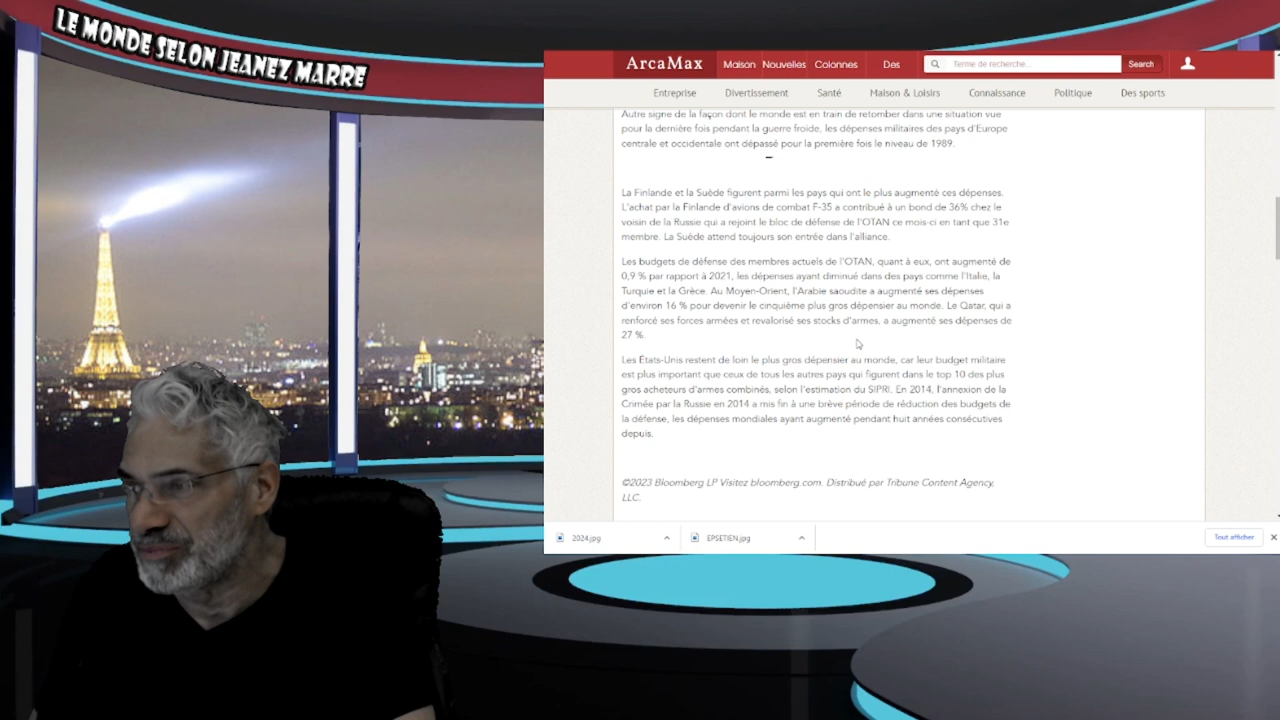 LE MONDE SELON JEANEZ MARRE
ArcaMax Maison Nouvelles Colonnes Des Terme de recherche... Search
Entreprise Divertissement Santé Maison & Loisirs Connaissance Politique Des sports
Autre signe de la façon dont le monde est en train de retomber dans une situation vue
pour la dernière fois pendant la guerre froide, les dépenses militaires des pays d'Europe
centrale et occidentale ont dépassé pour la première fois le niveau de 1989.
La Finlande et la Suède figurent parmi les pays qui ont le plus augmenté ces dépenses.
L'achat par la Finlande d'avions de combat F-35 a contribué à un bond de 36% chez le
voisin de la Russie qui a rejoint le bloc de défense de l'OTAN ce mois-ci en tant que 31e
membre. La Suède attend toujours son entrée dans l'alliance.
Les budgets de défense des membres actuels de l'OTAN, quant à eux, ont augmenté de
0,9 % par rapport à 2021, les dépenses ayant diminué dans des pays comme l'Italie, la
Turquie et la Grèce. Au Moyen-Orient, l'Arabie saoudite a augmenté ses dépenses
d'environ 16 % pour devenir le cinquième plus gros dépensier au monde. Le Qatar, qui a
renforcé ses forces armées et revalorisé ses stocks d'armes, a augmenté ses dépenses de
27 %.
Les États-Unis restent de loin le plus gros dépensier au monde, car leur budget militaire
est plus important que ceux de tous les autres pays qui figurent dans le top 10 des plus
gros acheteurs d'armes combinés, selon l'estimation du SIPRI. En 2014, l'annexion de la
Crimée par la Russie en 2014 a mis fin à une brève période de réduction des budgets de
la défense, les dépenses mondiales ayant augmenté pendant huit années consécutives
depuis.
©2023 Bloomberg LP Visitez bloomberg.com. Distribué par Tribune Content Agency,
LLC.
2024.jpg EPSETIEN.jpg Tout afficher